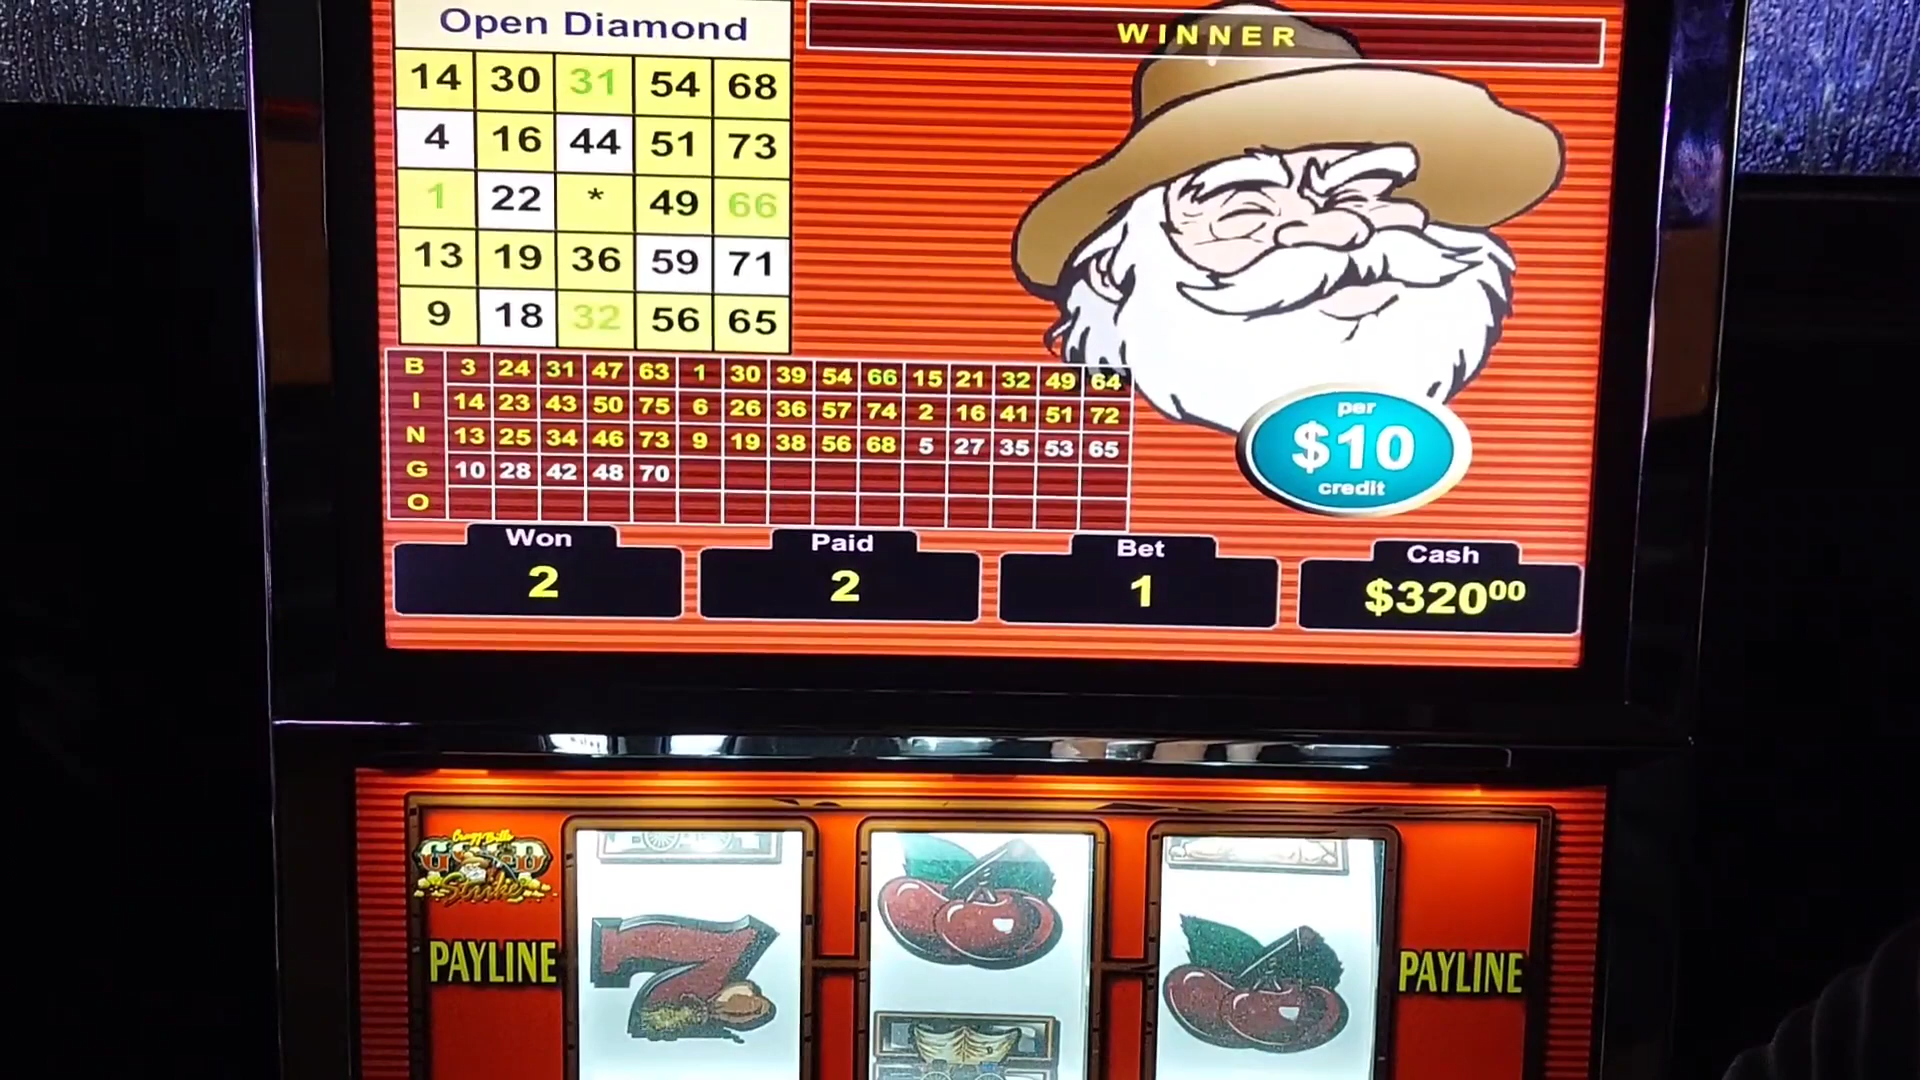 Open Diamond
WINNER
14 30 31 54 68
4 16 44 51 73
1 22 * 49 66
13 19 36 59 71
9 18 32 56 65
B 3 24 31 47 63 1 30 39 54 66 15 21 32 49 64
I 14 23 43 50 75 6 26 36 57 74 2 16 41 51 72
N 13 25 34 46 73 9 19 38 56 68 5 27 35 53 65
G 10 28 42 48 70
O
per
$10
credit
Won
2
Paid
2
Bet
1
Cash
$320⁰⁰
Crazy Bill's
GOLD
Strike
PAYLINE
PAYLINE